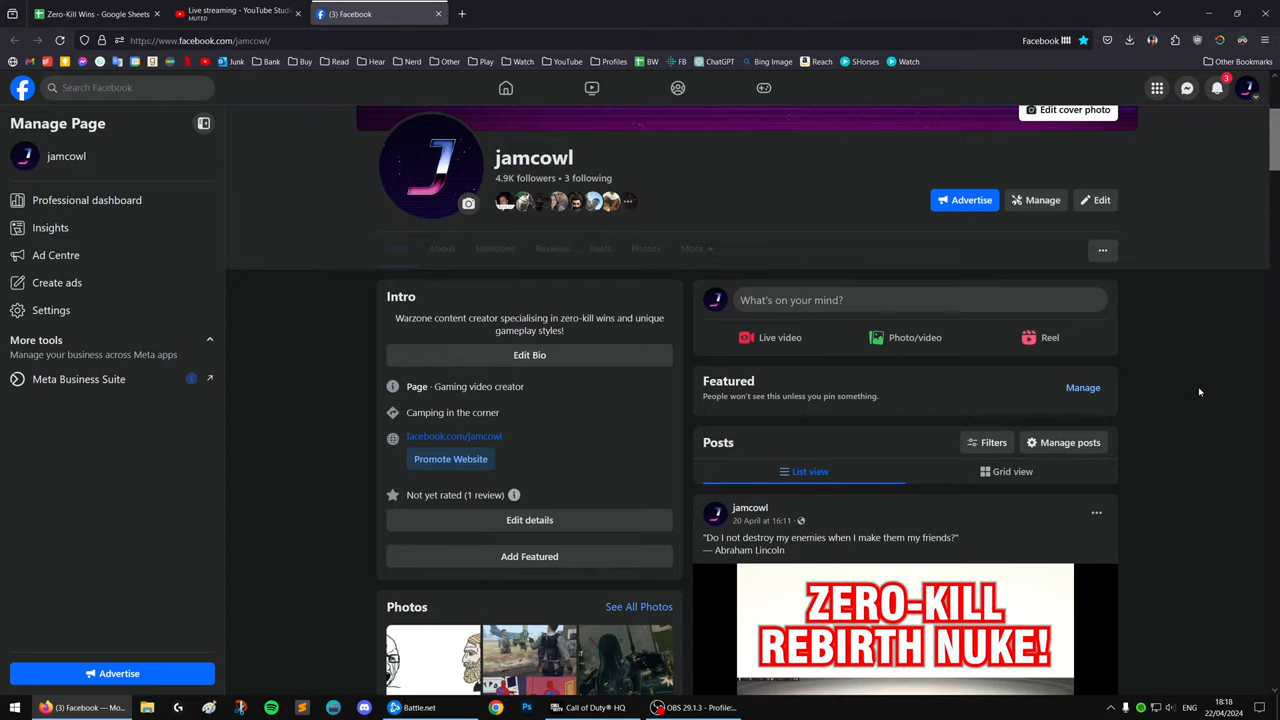 Zero-Kill Wins - Google Sheets
Live streaming - YouTube Stud
MUTED
(3) Facebook
https://www.facebook.com/jamcowl/
Facebook
Junk
Bank
Buy
Read
Hear
Nerd
Other
Play
Watch
YouTube
Profiles
BW
FB
ChatGPT
Bing Image
Reach
SHorses
Watch
Other Bookmarks
Search Facebook
3
Manage Page
jamcowl
Professional dashboard
Insights
Ad Centre
Create ads
Settings
More tools
Manage your business across Meta apps
Meta Business Suite
Advertise
Edit cover photo
J
jamcowl
4.9K followers • 3 following
Advertise
Manage
Edit
About
Mentions
Reviews
Reels
Photos
More
Intro
Warzone content creator specialising in zero-kill wins and unique
gameplay styles!
Edit Bio
Page · Gaming video creator
Camping in the corner
facebook.com/jamcowl
Promote Website
Not yet rated (1 review)
Edit details
Add Featured
Photos
See All Photos
What's on your mind?
Live video
Photo/video
Reel
Featured
People won't see this unless you pin something.
Manage
Posts
Filters
Manage posts
List view
Grid view
jamcowl
20 April at 16:11 ·
"Do I not destroy my enemies when I make them my friends?"
— Abraham Lincoln
ZERO-KILL
REBIRTH NUKE!
(3) Facebook — Mo...
Battle.net
Call of Duty® HQ
OBS 29.1.3 - Profile:...
ENG
18:18
22/04/2024